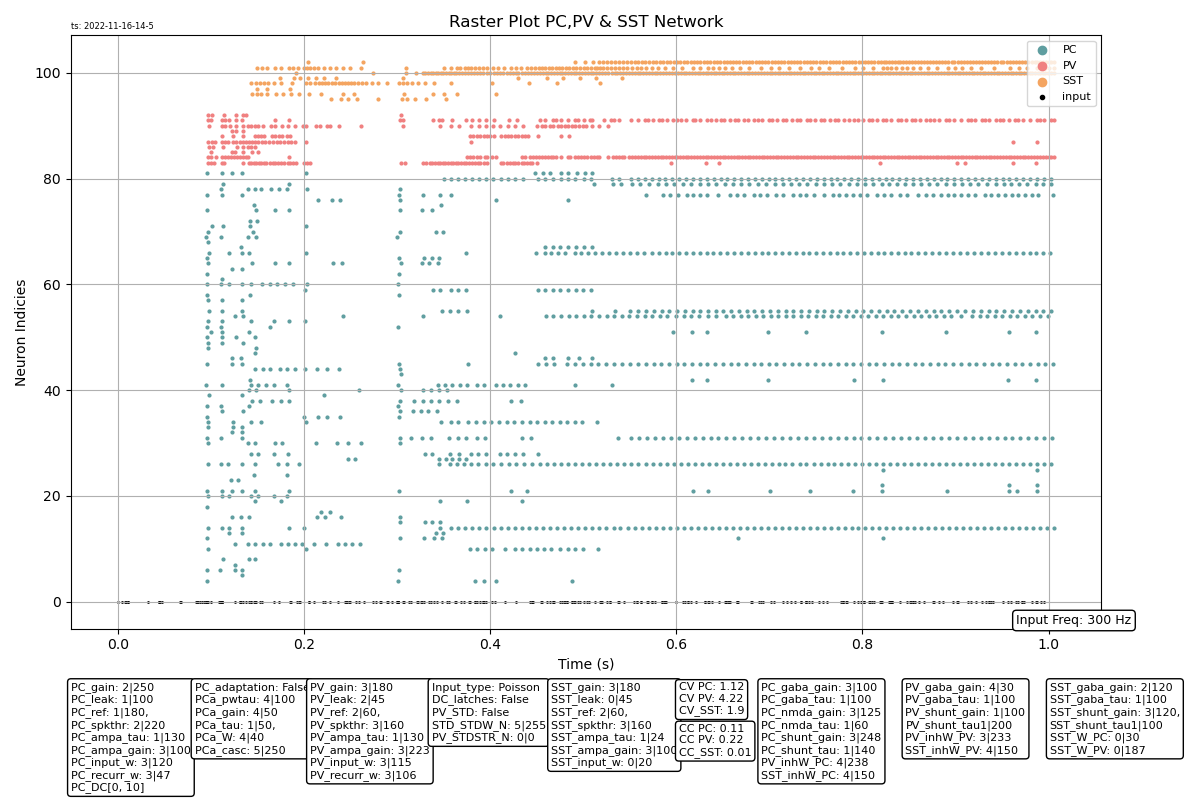 ts: 2022-11-16-14-5
Raster Plot PC,PV & SST Network
PC
PV
SST
input
Neuron Indicies
100
80
60
40
20
0
0.0 0.2 0.4 0.6 0.8 1.0
Time (s)
Input Freq: 300 Hz
PC_gain: 2|250
PC_leak: 1|100
PC_ref: 1|180,
PC_spkthr: 2|220
PC_ampa_tau: 1|130
PC_ampa_gain: 3|100
PC_input_w: 3|120
PC_recurr_w: 3|47
PC_DC[0, 10]
PC_adaptation: False
PCa_pwtau: 4|100
PCa_gain: 4|50
PCa_tau: 1|50,
PCa_W: 4|40
PCa_casc: 5|250
PV_gain: 3|180
PV_leak: 2|45
PV_ref: 2|60,
PV_spkthr: 3|160
PV_ampa_tau: 1|130
PV_ampa_gain: 3|223
PV_input_w: 3|115
PV_recurr_w: 3|106
Input_type: Poisson
DC_latches: False
PV_STD: False
STD_STDW_N: 5|255
PV_STDSTR_N: 0|0
SST_gain: 3|180
SST_leak: 0|45
SST_ref: 2|60,
SST_spkthr: 3|160
SST_ampa_tau: 1|24
SST_ampa_gain: 3|100
SST_input_w: 0|20
CV PC: 1.12
CV PV: 0.99
CV_SST: 1.9
CC PC: 0.11
CC PV: 0.22
CC_SST: 0.01
PC_gaba_gain: 3|100
PC_gaba_tau: 1|100
PC_nmda_gain: 3|125
PC_nmda_tau: 1|60
PC_shunt_gain: 3|248
PC_shunt_tau: 1|140
PV_inhW_PC: 4|238
SST_inhW_PC: 4|150
PV_gaba_gain: 4|30
PV_gaba_tau: 1|100
PV_shunt_gain: 1|100
PV_shunt_tau1|200
PV_inhW_PV: 3|233
SST_inhW_PV: 4|150
SST_gaba_gain: 2|120
SST_gaba_tau: 1|100
SST_shunt_gain: 3|120,
SST_shunt_tau1|100
SST_W_PC: 0|30
SST_W_PV: 0|187